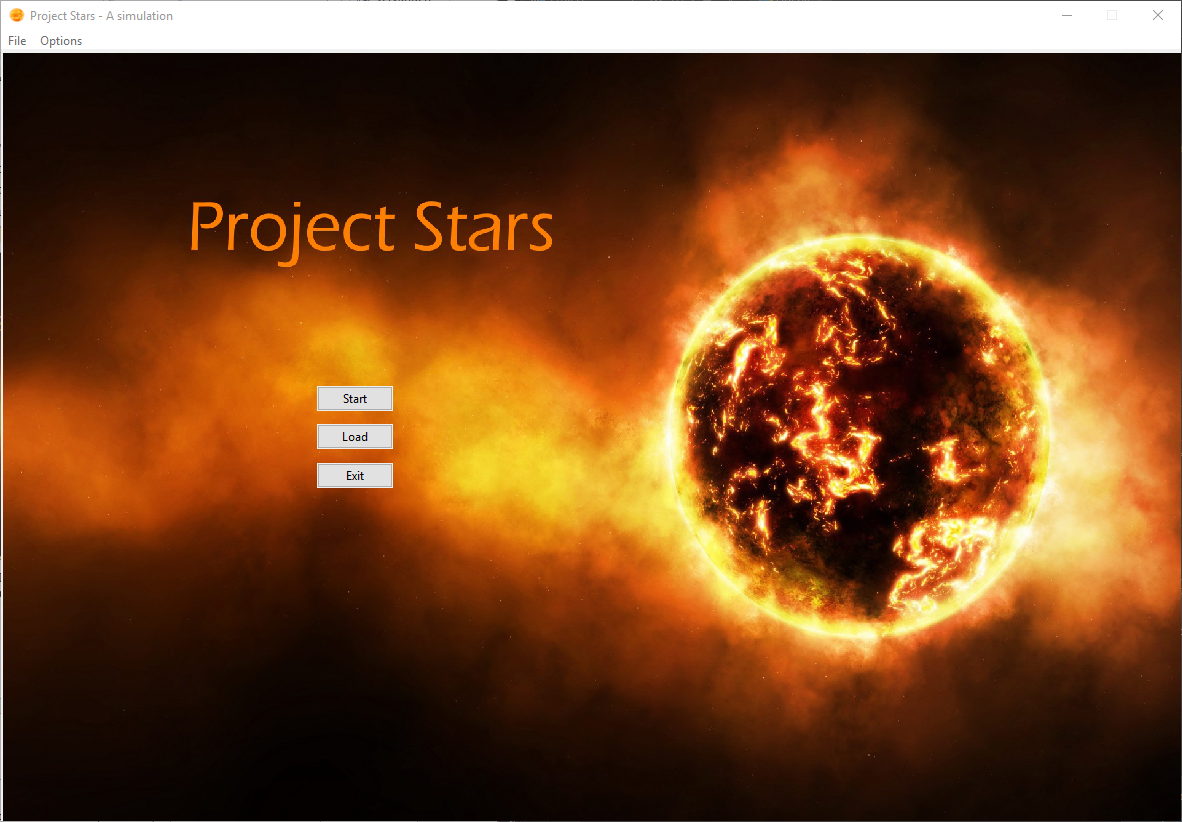 Project Stars - A simulation
File Options
Project Stars
Start
Load
Exit